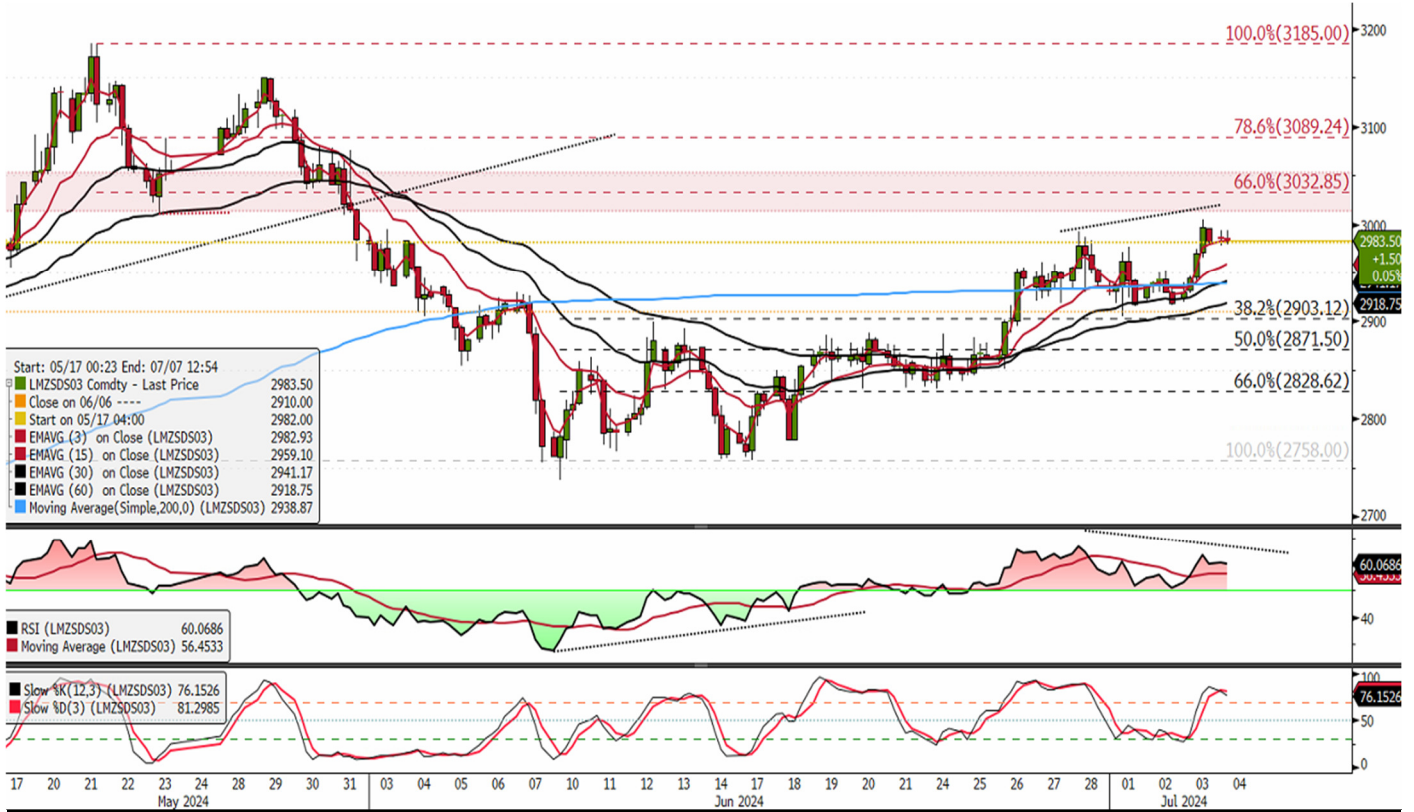 3200
100.0%(3185.00)
78.6%(3089.24)
3100
66.0%(3032.85)
3000
2983.50
+1.50
0.05%
2918.75
38.2%(2903.12)
2900
50.0%(2871.50)
66.0%(2828.62)
2800
100.0%(2758.00)
2700
Start: 05/17 00:23 End: 07/07 12:54
LMZSDS03 Comdty - Last Price 2983.50
Close on 06/06 ---- 2910.00
Start on 05/17 04:00 2982.00
EMAVG (3) on Close (LMZSDS03) 2982.93
EMAVG (15) on Close (LMZSDS03) 2959.10
EMAVG (30) on Close (LMZSDS03) 2941.17
EMAVG (60) on Close (LMZSDS03) 2918.75
Moving Average(Simple,200,0) (LMZSDS03) 2938.87
60.0686
56.4533
40
RSI (LMZSDS03) 60.0686
Moving Average (LMZSDS03) 56.4533
100
76.1526
50
0
Slow %K(12,3) (LMZSDS03) 76.1526
Slow %D(3) (LMZSDS03) 81.2985
17 20 21 22 23 24 28 29 30 31 03 04 05 06 07 10 11 12 13 14 17 18 19 20 21 24 25 26 27 28 01 02 03 04
May 2024 Jun 2024 Jul 2024